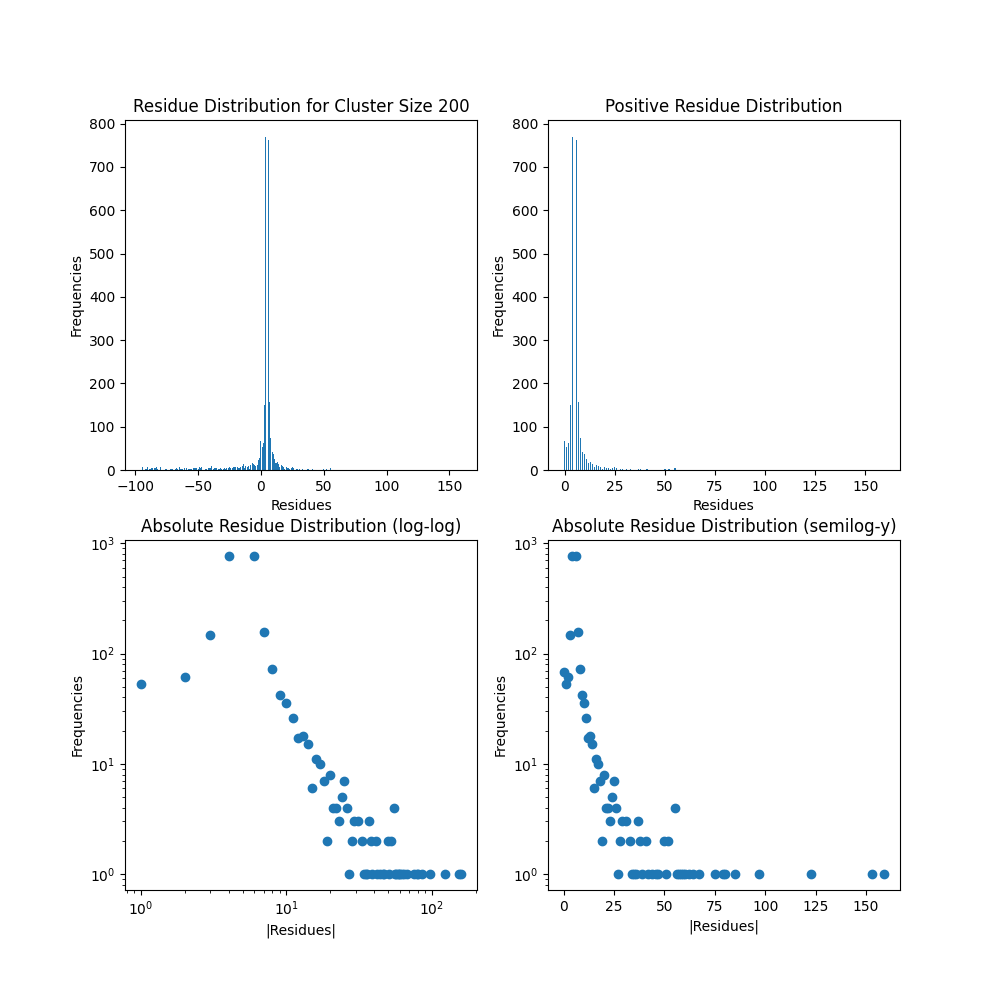 Residue Distribution for Cluster Size 200
Frequencies
800
700
600
500
400
300
200
100
0
−100 −50 0 50 100 150
Residues
Positive Residue Distribution
Frequencies
800
700
600
500
400
300
200
100
0
0 25 50 75 100 125 150
Residues
Absolute Residue Distribution (log-log)
Frequencies
10³
10²
10¹
10⁰
10⁰ 10¹ 10²
|Residues|
Absolute Residue Distribution (semilog-y)
Frequencies
10³
10²
10¹
10⁰
0 25 50 75 100 125 150
|Residues|